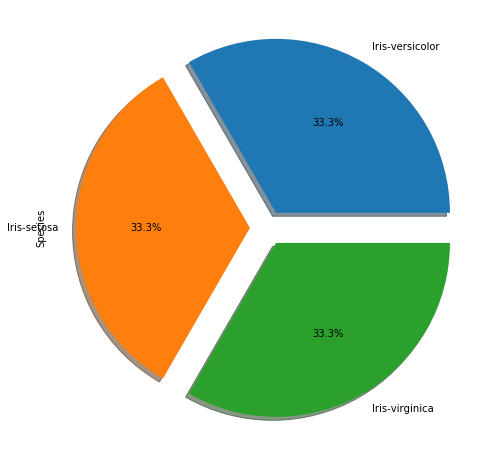 Iris-versicolor
33.3%
Iris-setosa
Species
33.3%
33.3%
Iris-virginica